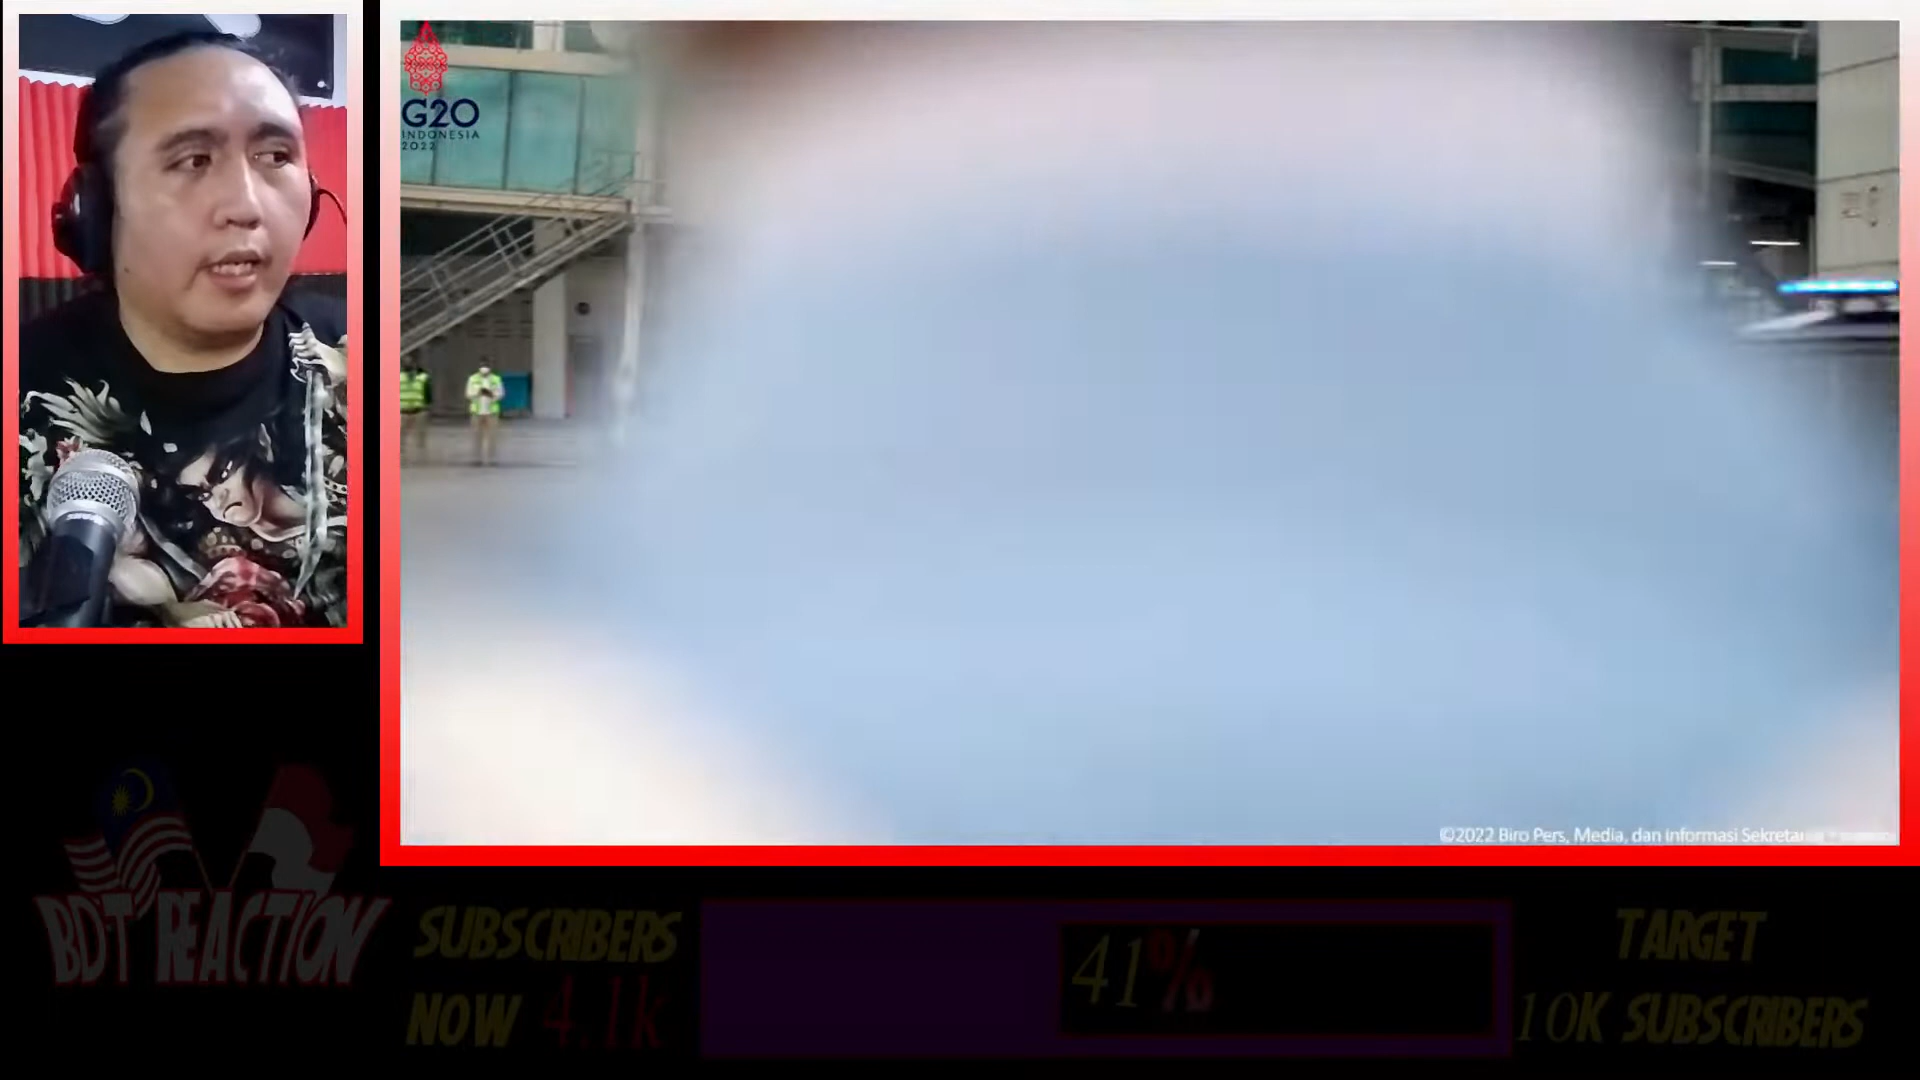 G20
INDONESIA
2022
©2022 Biro Pers, Media, dan Informasi
BDT REACTION
SUBSCRIBERS
NOW 4.1k
41%
TARGET
10K SUBSCRIBERS